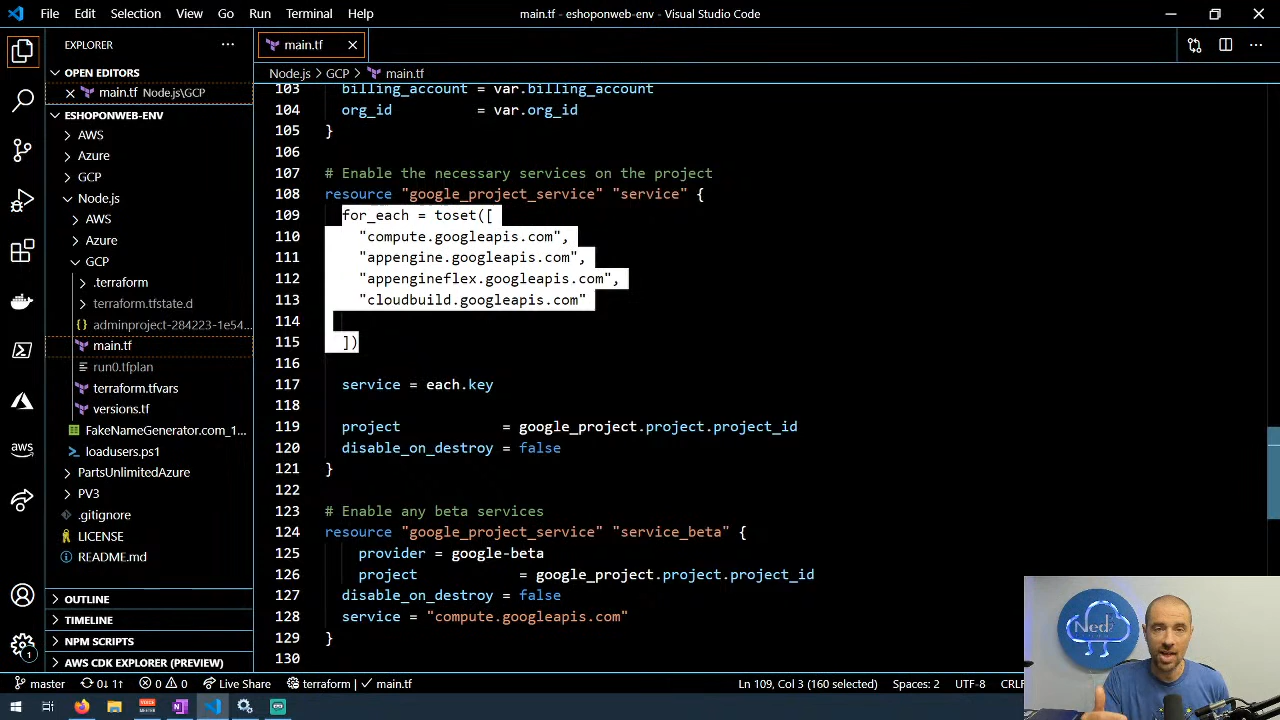 File Edit Selection View Go Run Terminal Help
main.tf - eshoponweb-env - Visual Studio Code
EXPLORER
OPEN EDITORS
main.tf Node.js\GCP
ESHOPONWEB-ENV
AWS
Azure
GCP
Node.js
AWS
Azure
GCP
.terraform
terraform.tfstate.d
adminproject-284223-1e54...
main.tf
run0.tfplan
terraform.tfvars
versions.tf
FakeNameGenerator.com_1...
loadusers.ps1
PartsUnlimitedAzure
PV3
.gitignore
LICENSE
README.md
OUTLINE
TIMELINE
NPM SCRIPTS
AWS CDK EXPLORER (PREVIEW)
aws
1
main.tf
Node.js > GCP > main.tf
103 billing_account = var.billing_account
104 org_id = var.org_id
105 }
106
107 # Enable the necessary services on the project
108 resource "google_project_service" "service" {
109 for_each = toset([
110 "compute.googleapis.com",
111 "appengine.googleapis.com",
112 "appengineflex.googleapis.com",
113 "cloudbuild.googleapis.com"
114
115 ])
116
117 service = each.key
118
119 project = google_project.project.project_id
120 disable_on_destroy = false
121 }
122
123 # Enable any beta services
124 resource "google_project_service" "service_beta" {
125 provider = google-beta
126 project = google_project.project.project_id
127 disable_on_destroy = false
128 service = "compute.googleapis.com"
129 }
130
master 0↓ 1↑ 0 0 Live Share terraform main.tf Ln 109, Col 3 (160 selected) Spaces: 2 UTF-8 CRLF